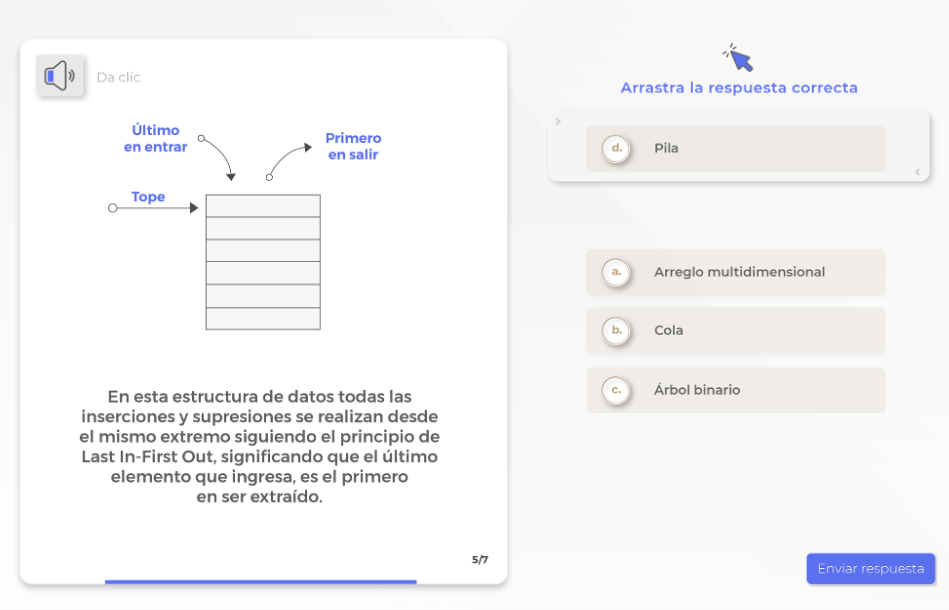 Da clic
Último
en entrar
Primero
en salir
Tope
En esta estructura de datos todas las
inserciones y supresiones se realizan desde
el mismo extremo siguiendo el principio de
Last In-First Out, significando que el último
elemento que ingresa, es el primero
en ser extraído.
5/7
Arrastra la respuesta correcta
d. Pila
a. Arreglo multidimensional
b. Cola
c. Árbol binario
Enviar respuesta